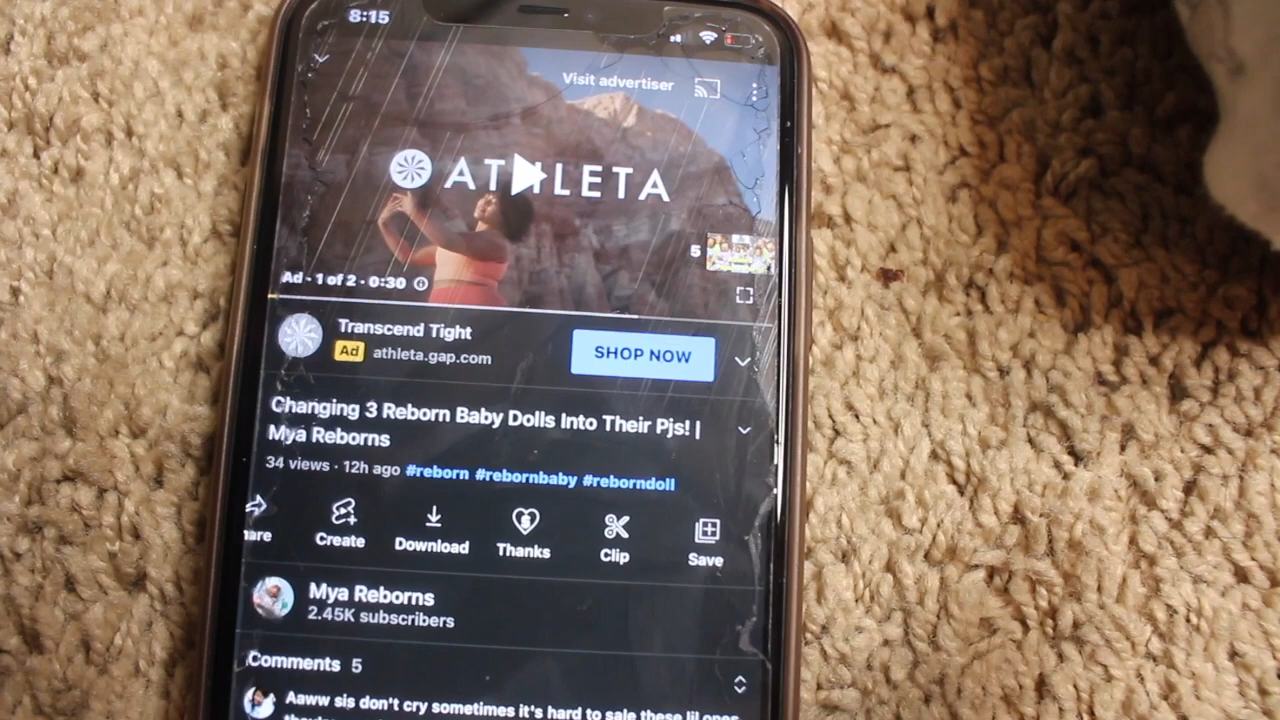 8:15
Visit advertiser
ATHLETA
5
Ad · 1 of 2 · 0:30
Transcend Tight
Ad athleta.gap.com
SHOP NOW
Changing 3 Reborn Baby Dolls Into Their Pjs! |
Mya Reborns
34 views · 12h ago #reborn #rebornbaby #reborndoll
hare
Create
Download
Thanks
Clip
Save
Mya Reborns
2.45K subscribers
Comments 5
Aaww sis don't cry sometimes it's hard to sale these lil ones